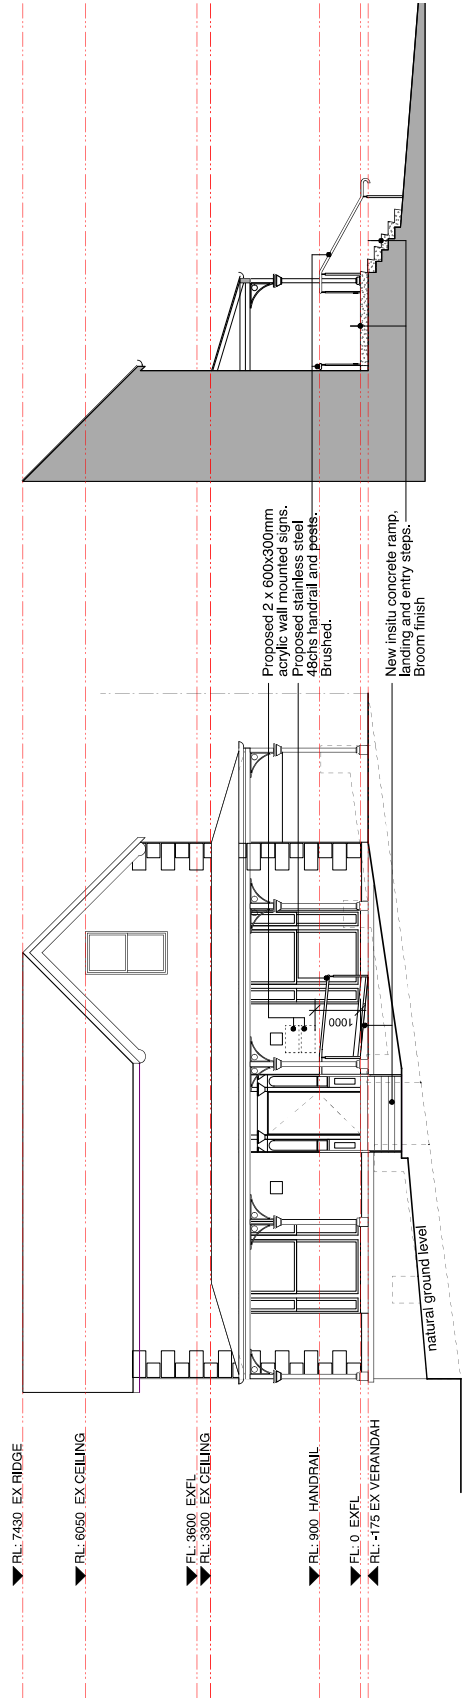 RL: 7430  EX RIDGE
RL: 6050  EX CEILING
FL: 3600  EXFL
RL: 3300  EX CEILING
RL: 900  HANDRAIL
FL: 0  EXFL
RL: -175 EX VERANDAH
natural ground level
1000
Proposed 2 x 600x300mm
acrylic wall mounted signs.
Proposed stainless steel
48chs handrail and posts.
Brushed.
New insitu concrete ramp,
landing and entry steps.
Broom finish